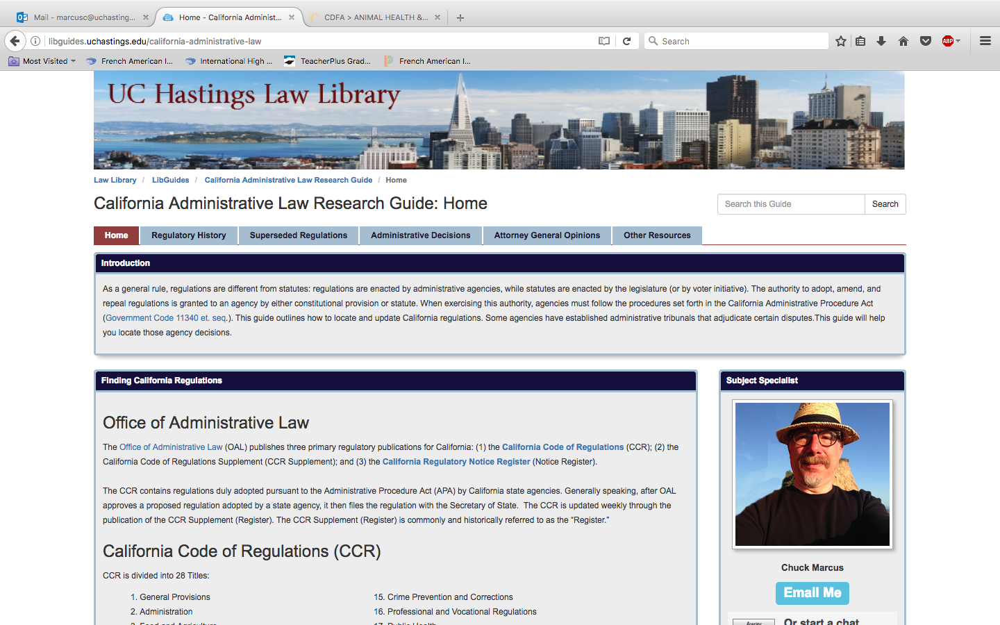 Mail - marcusc@uchasting...
Home - California Administ...
CDFA > ANIMAL HEALTH &...
libguides.uchastings.edu/california-administrative-law
Search
ABP
Most Visited
French American I...
International High ...
TeacherPlus Grad...
French American I...
UC Hastings Law Library
Law Library / LibGuides / California Administrative Law Research Guide / Home
California Administrative Law Research Guide: Home
Search this Guide
Search
Home
Regulatory History
Superseded Regulations
Administrative Decisions
Attorney General Opinions
Other Resources
Introduction
As a general rule, regulations are different from statutes: regulations are enacted by administrative agencies, while statutes are enacted by the legislature (or by voter initiative). The authority to adopt, amend, and
repeal regulations is granted to an agency by either constitutional provision or statute. When exercising this authority, agencies must follow the procedures set forth in the California Administrative Procedure Act
(Government Code 11340 et. seq.). This guide outlines how to locate and update California regulations. Some agencies have established administrative tribunals that adjudicate certain disputes.This guide will help
you locate those agency decisions.
Finding California Regulations
Office of Administrative Law
The Office of Administrative Law (OAL) publishes three primary regulatory publications for California: (1) the California Code of Regulations (CCR); (2) the
California Code of Regulations Supplement (CCR Supplement); and (3) the California Regulatory Notice Register (Notice Register).
The CCR contains regulations duly adopted pursuant to the Administrative Procedure Act (APA) by California state agencies. Generally speaking, after OAL
approves a proposed regulation adopted by a state agency, it then files the regulation with the Secretary of State.  The CCR is updated weekly through the
publication of the CCR Supplement (Register). The CCR Supplement (Register) is commonly and historically referred to as the “Register.”
California Code of Regulations (CCR)
CCR is divided into 28 Titles:
1. General Provisions
2. Administration
3. Food and Agriculture
15. Crime Prevention and Corrections
16. Professional and Vocational Regulations
17. Public Health
Subject Specialist
Chuck Marcus
Email Me
Away
Or start a chat